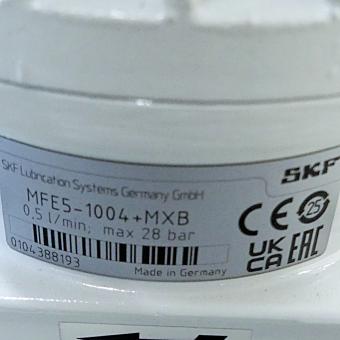 SKF
SKF Lubrication Systems Germany GmbH
MFE5-1004+MXB
0,5 l/min; max 28 bar
0104388193
Made in Germany
CE
25
UK
CA
EAC